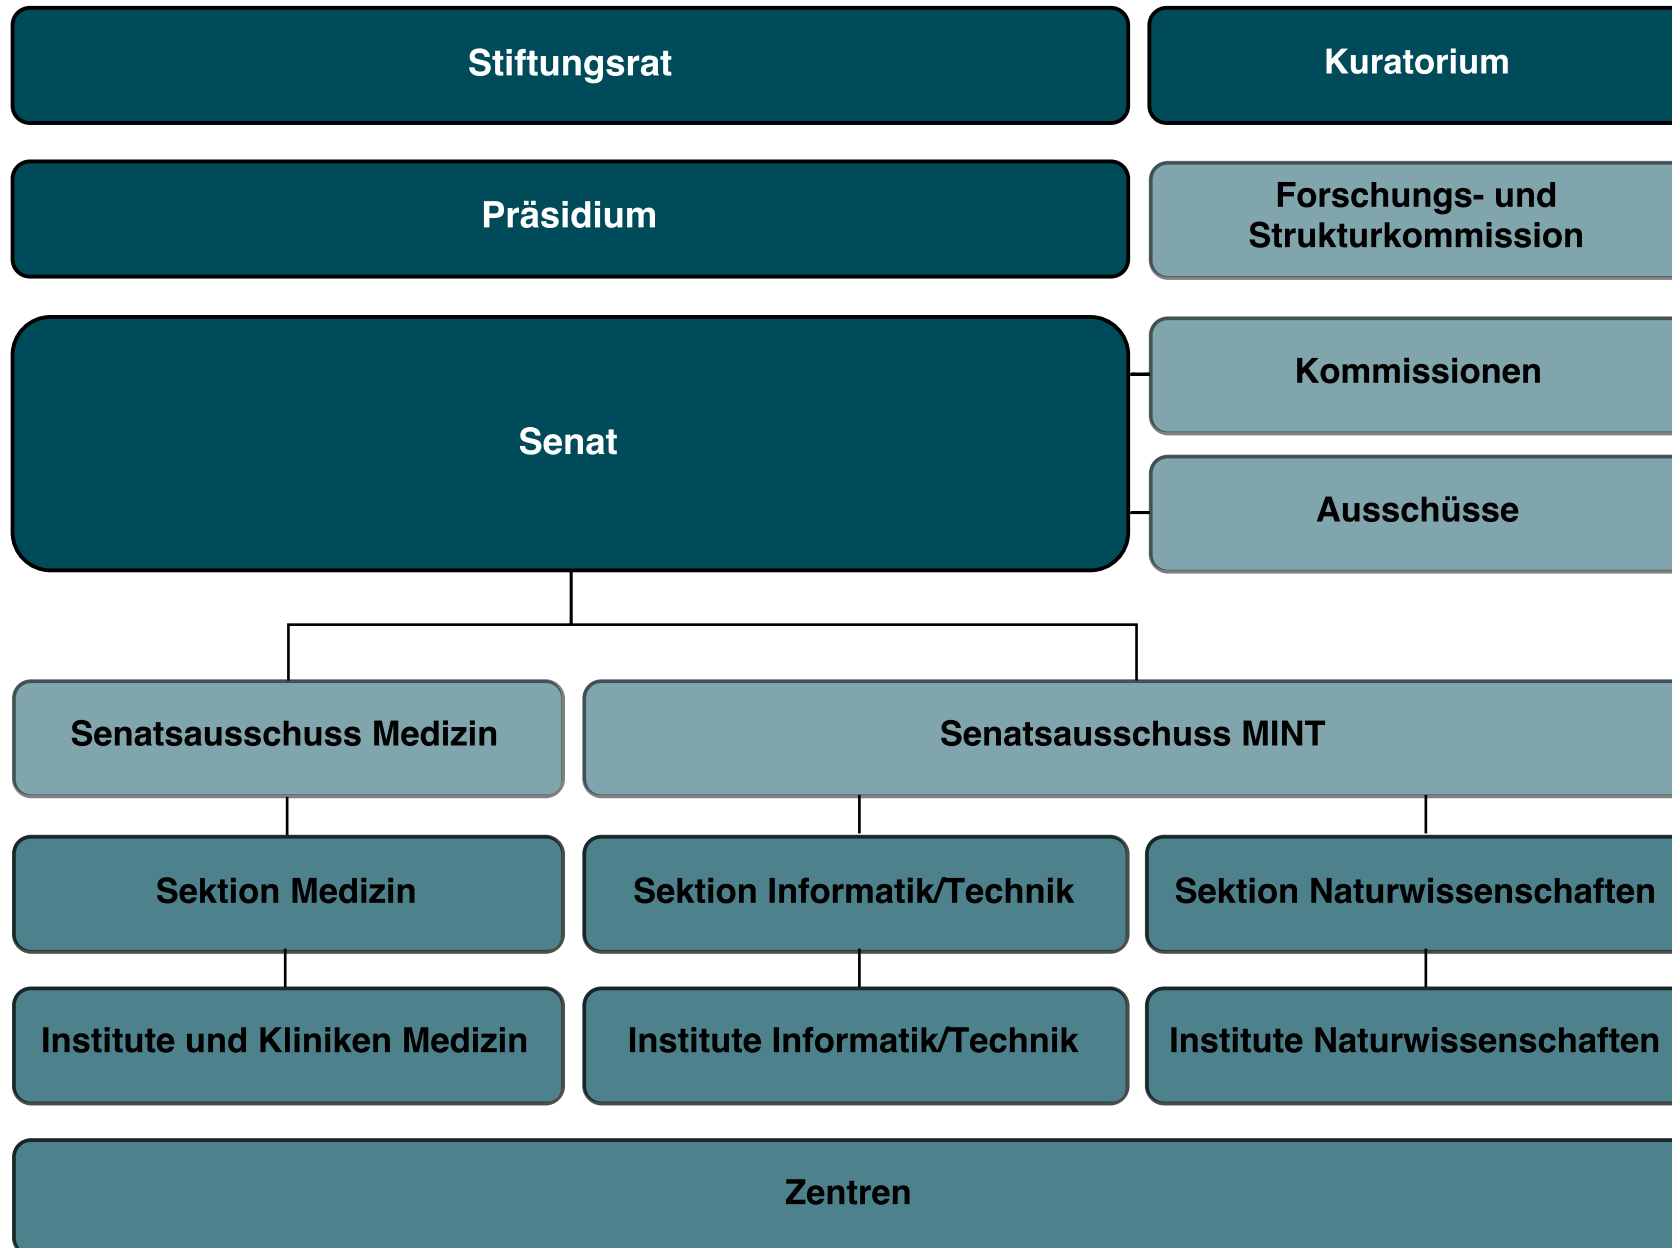 Stiftungsrat
Kuratorium
Präsidium
Forschungs- und
Strukturkommission
Senat
Kommissionen
Ausschüsse
Senatsausschuss Medizin
Senatsausschuss MINT
Sektion Medizin
Sektion Informatik/Technik
Sektion Naturwissenschaften
Institute und Kliniken Medizin
Institute Informatik/Technik
Institute Naturwissenschaften
Zentren